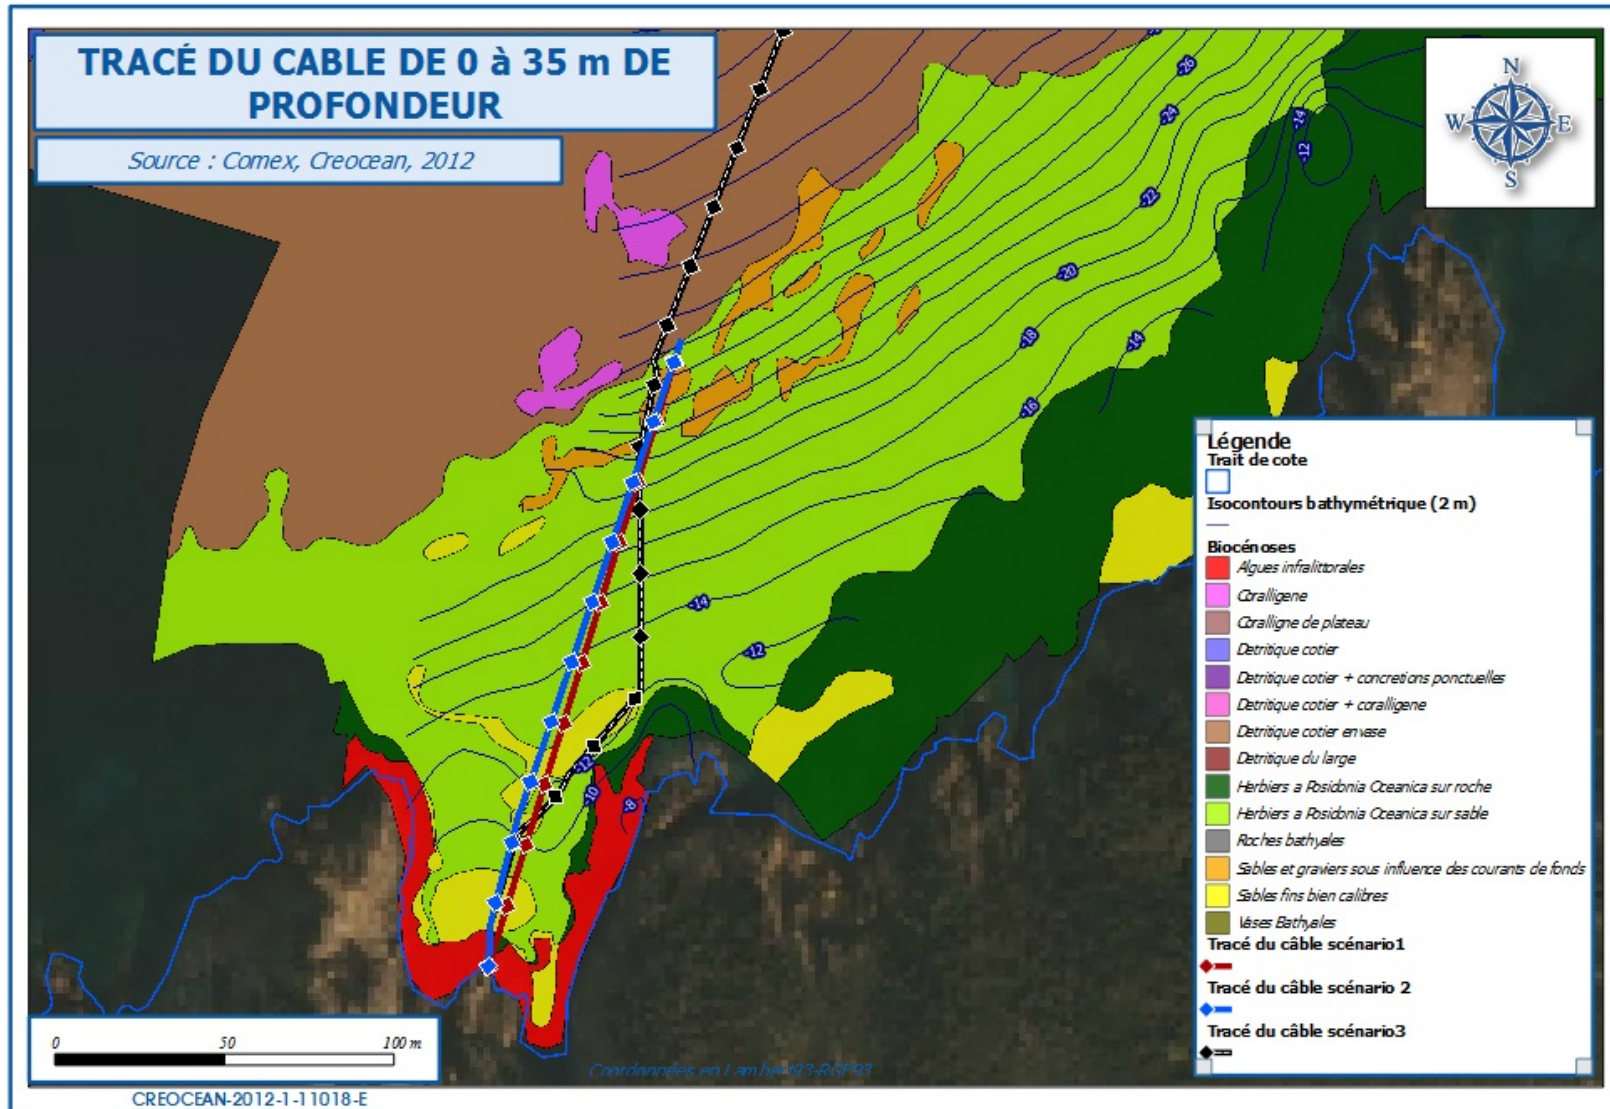 TRACÉ DU CABLE DE 0 à 35 m DE
PROFONDEUR
Source : Comex, Creocean, 2012
N
W
E
S
-26
-24
-14
-12
-22
-20
-18
-14
-16
-14
-12
-12
-10
-8
Légende
Trait de cote
Isocontours bathymétrique (2 m)
Biocénoses
Algues infralittorales
Coralligene
Coralligne de plateau
Detritique cotier
Detritique cotier + concretions ponctuelles
Detritique cotier + coralligene
Detritique cotier envase
Detritique du large
Herbiers a Posidonia Oceanica sur roche
Herbiers a Posidonia Oceanica sur sable
Roches bathyales
Sables et graviers sous influence des courants de fonds
Sables fins bien calibres
Vases Bathyales
Tracé du câble scénario1
Tracé du câble scénario 2
Tracé du câble scénario3
0 50 100 m
Coordonnées en Lambert93-RGF93
CREOCEAN-2012-1-11018-E